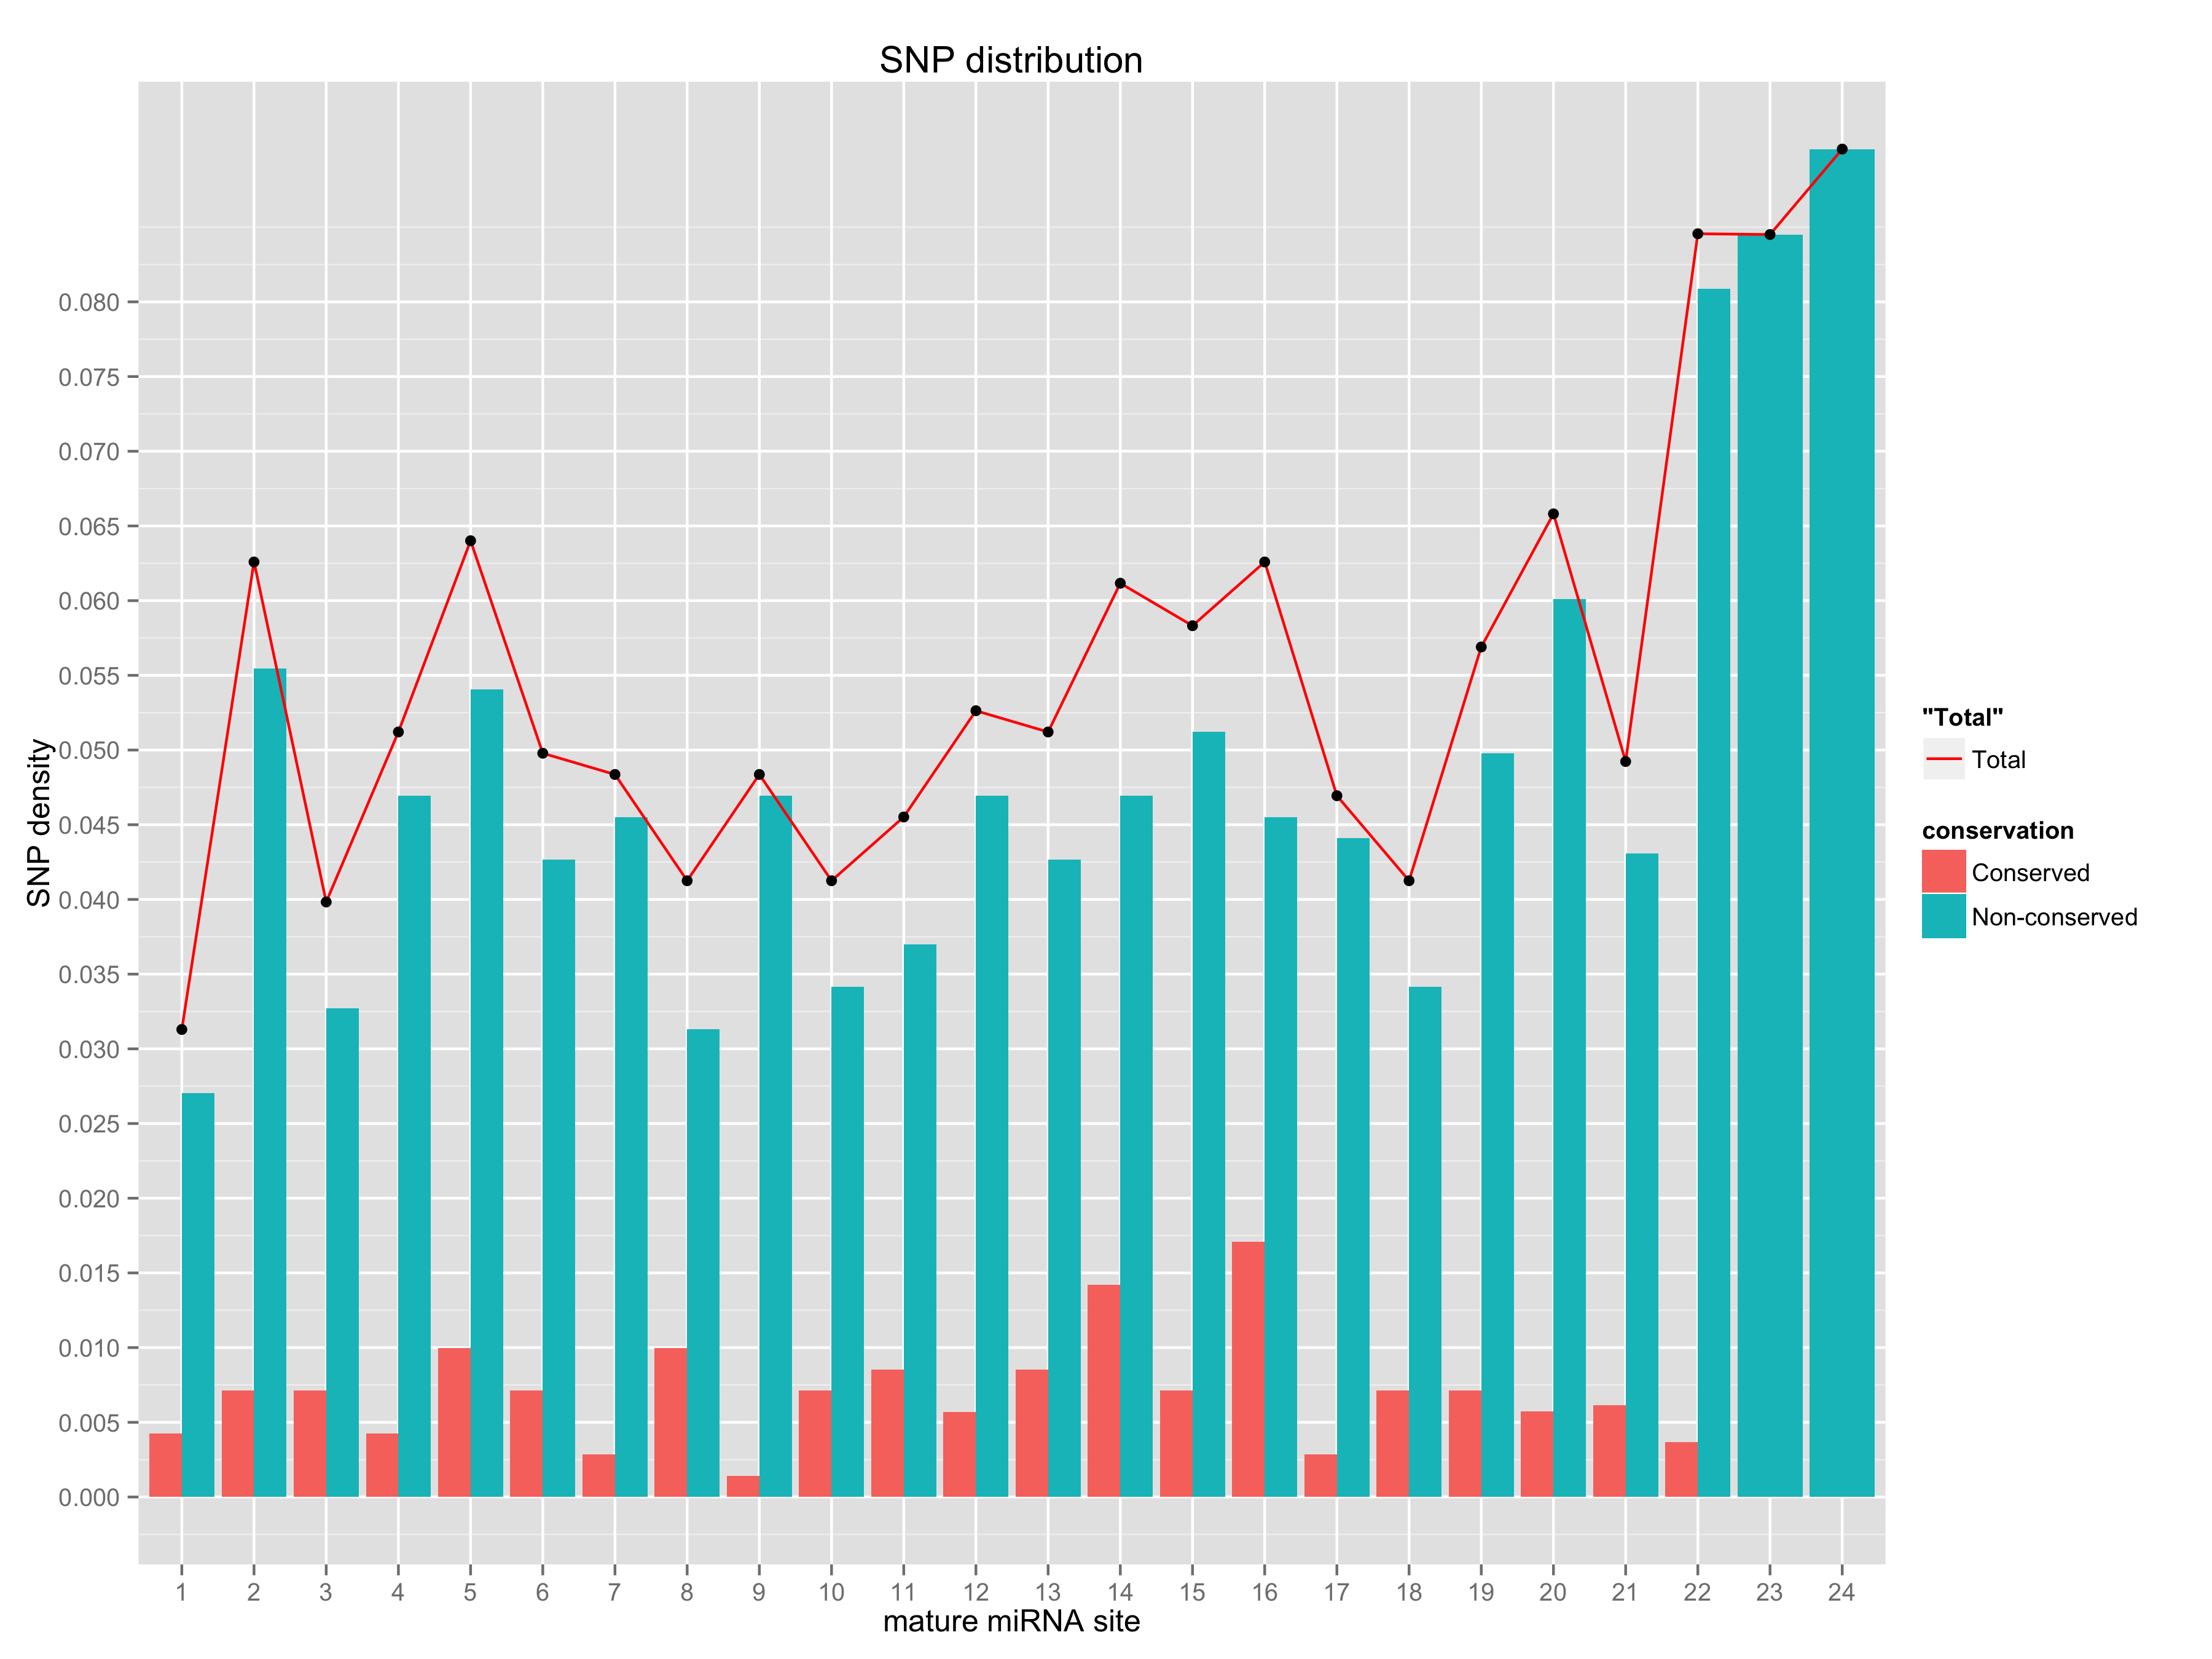 SNP distribution
0.080
0.075
0.070
0.065
0.060
0.055
0.050
0.045
0.040
0.035
0.030
0.025
0.020
0.015
0.010
0.005
0.000
SNP density
1 2 3 4 5 6 7 8 9 10 11 12 13 14 15 16 17 18 19 20 21 22 23 24
mature miRNA site
"Total"
Total
conservation
Conserved
Non-conserved